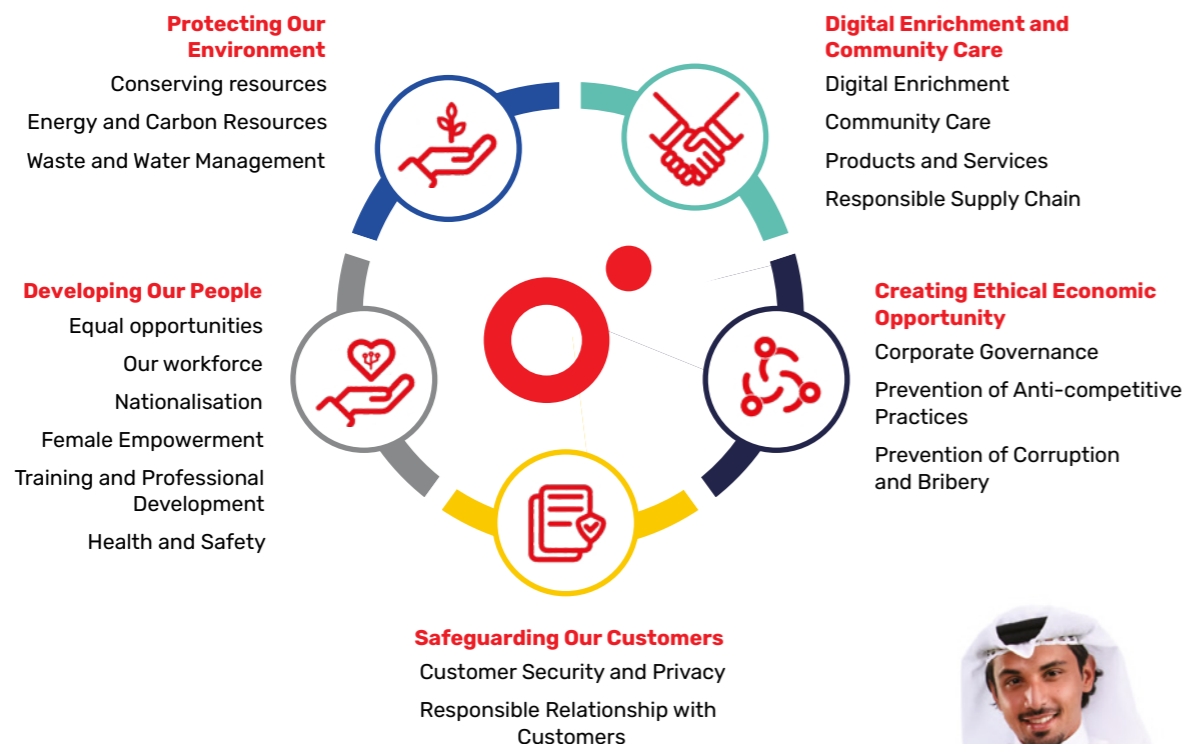 Protecting Our
Environment
Conserving resources
Energy and Carbon Resources
Waste and Water Management
Digital Enrichment and
Community Care
Digital Enrichment
Community Care
Products and Services
Responsible Supply Chain
Developing Our People
Equal opportunities
Our workforce
Nationalisation
Female Empowerment
Training and Professional
Development
Health and Safety
Creating Ethical Economic
Opportunity
Corporate Governance
Prevention of Anti-competitive
Practices
Prevention of Corruption
and Bribery
Safeguarding Our Customers
Customer Security and Privacy
Responsible Relationship with
Customers